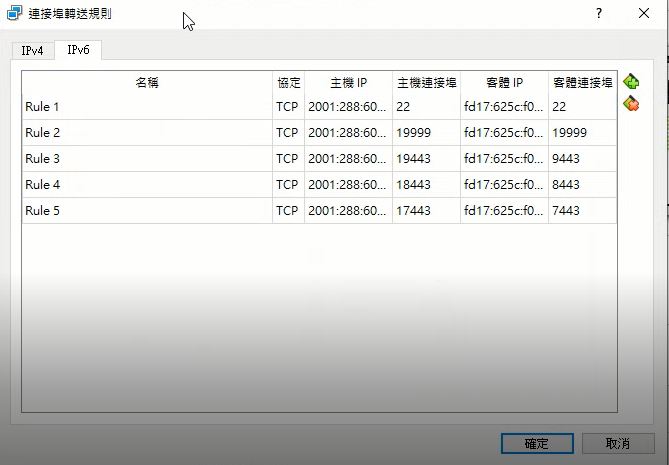 連接埠轉送規則
IPv4 IPv6
名稱 協定 主機 IP 主機連接埠 客體 IP 客體連接埠
Rule 1 TCP 2001:288:60... 22 fd17:625c:f0... 22
Rule 2 TCP 2001:288:60... 19999 fd17:625c:f0... 19999
Rule 3 TCP 2001:288:60... 19443 fd17:625c:f0... 9443
Rule 4 TCP 2001:288:60... 18443 fd17:625c:f0... 8443
Rule 5 TCP 2001:288:60... 17443 fd17:625c:f0... 7443
確定 取消